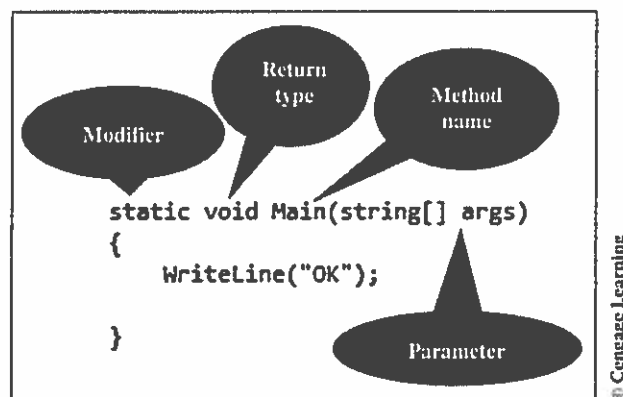 Return
type
Method
name
Modifier
static void Main(string[] args)
{
WriteLine("OK");
}
Parameter
© Cengage Learning